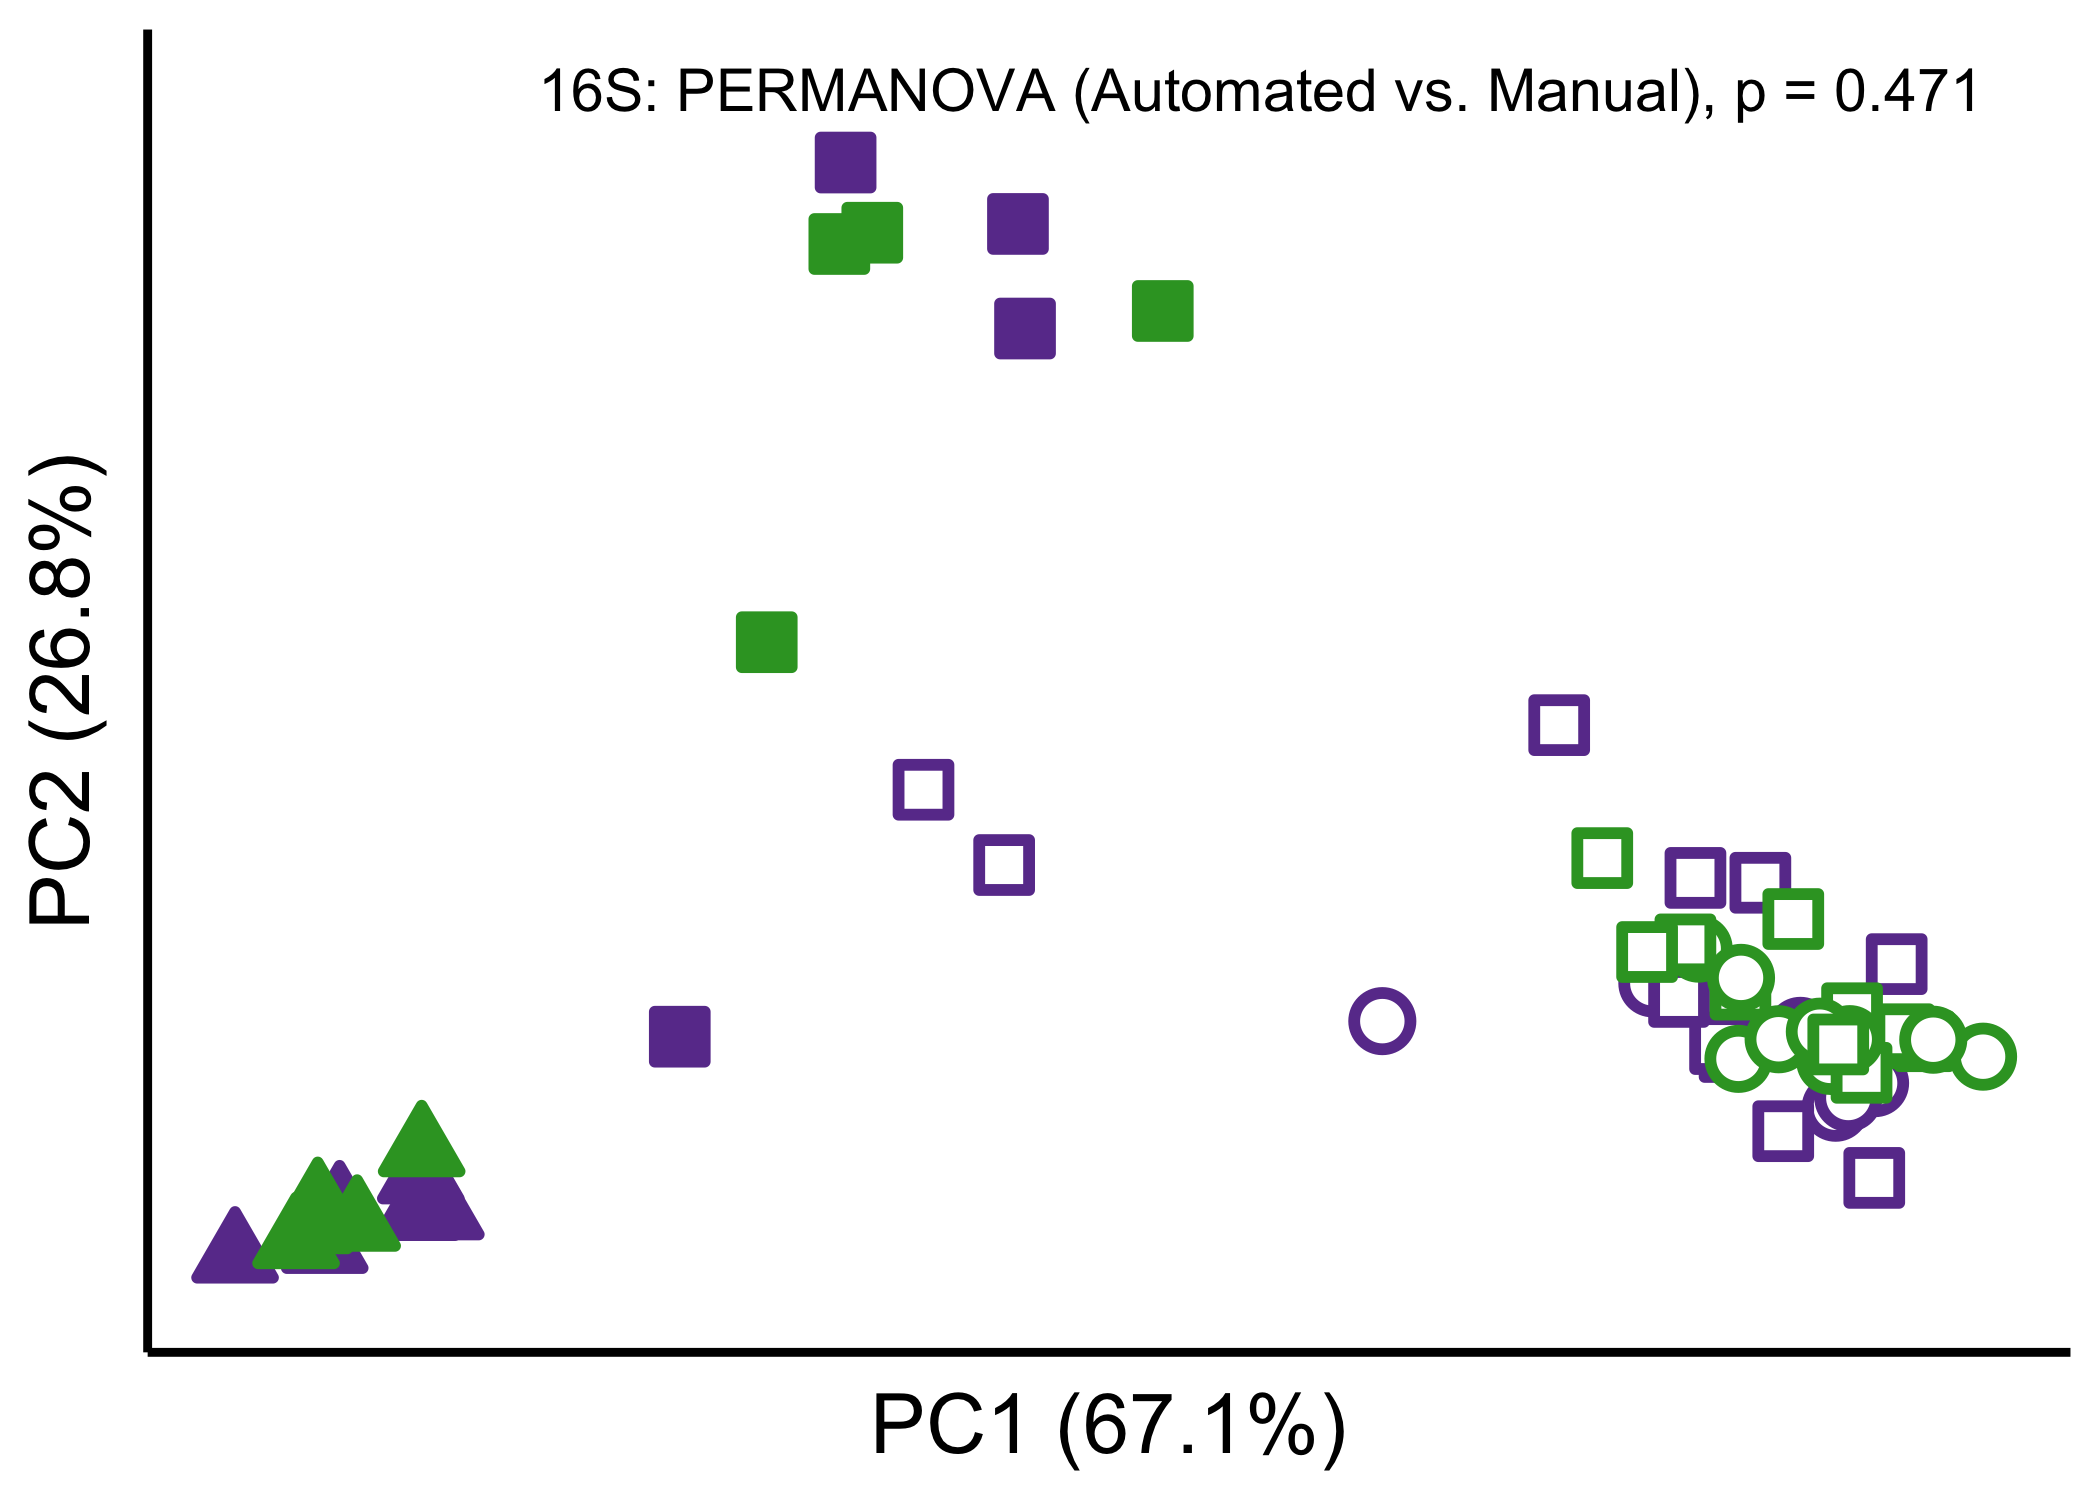 16S: PERMANOVA (Automated vs. Manual), p = 0.471
PC2 (26.8%)
PC1 (67.1%)